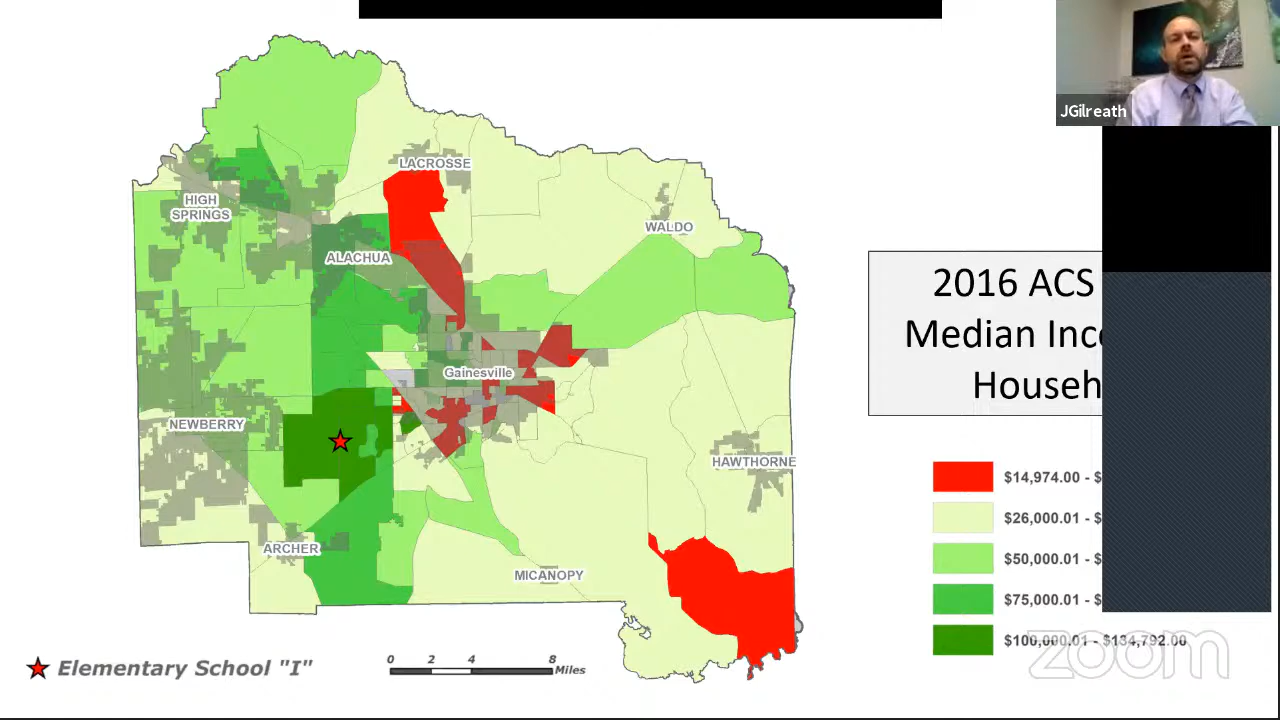 JGilreath
LACROSSE
HIGH
SPRINGS
WALDO
ALACHUA
2016 ACS
Median Inc
Househ
Gainesville
NEWBERRY
HAWTHORNE
$14,974.00 - $
$26,000.01 - $
ARCHER
$50,000.01 - $
MICANOPY
$75,000.01 - $
$100,000.01 - $134,792.00
zoom
Elementary School "I"
0 2 4 8
Miles